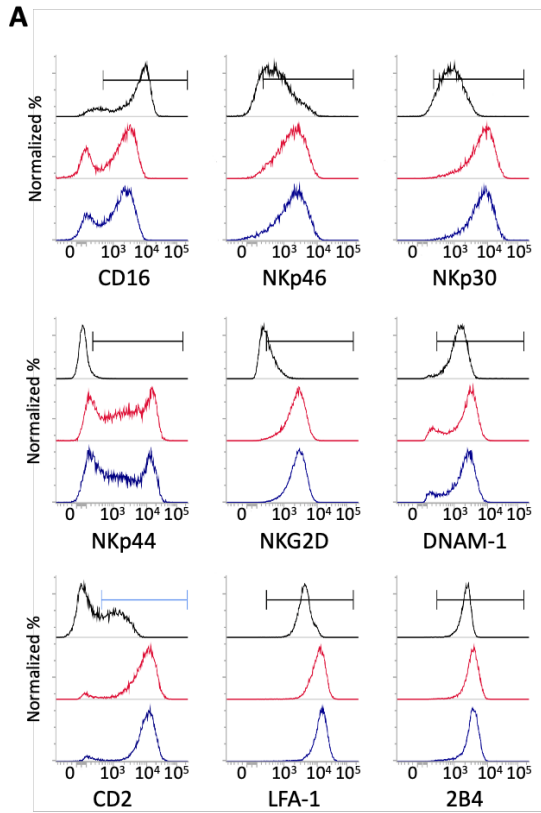 A
Normalized %
0 10³ 10⁴ 10⁵ 0 10³ 10⁴ 10⁵ 0 10³ 10⁴ 10⁵
CD16 NKp46 NKp30
Normalized %
0 10³ 10⁴ 10⁵ 0 10³ 10⁴ 10⁵ 0 10³ 10⁴ 10⁵
NKp44 NKG2D DNAM-1
Normalized %
0 10³ 10⁴ 10⁵ 0 10³ 10⁴ 10⁵ 0 10³ 10⁴ 10⁵
CD2 LFA-1 2B4